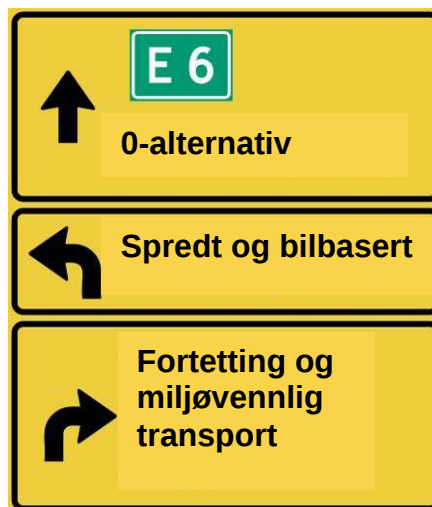 E 6
0-alternativ
Spredt og bilbasert
Fortetting og
miljøvennlig
transport